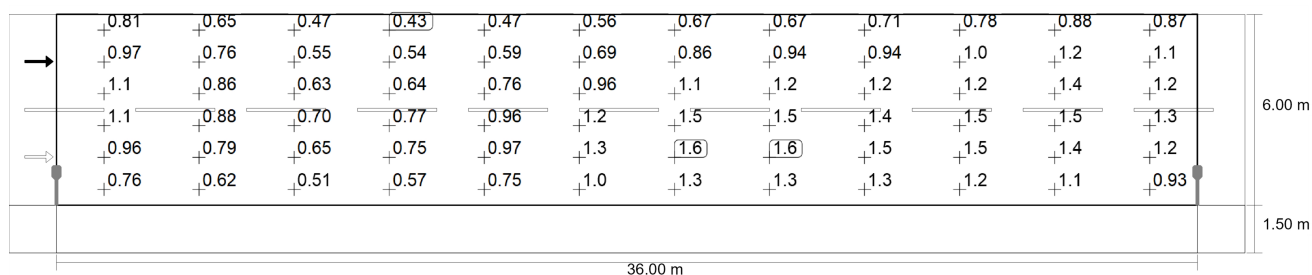 0.81 0.65 0.47 0.43 0.47 0.56 0.67 0.67 0.71 0.78 0.88 0.87
0.97 0.76 0.55 0.54 0.59 0.69 0.86 0.94 0.94 1.0 1.2 1.1
1.1 0.86 0.63 0.64 0.76 0.96 1.1 1.2 1.2 1.2 1.4 1.2
6.00 m
1.1 0.88 0.70 0.77 0.96 1.2 1.5 1.5 1.4 1.5 1.5 1.3
0.96 0.79 0.65 0.75 0.97 1.3 1.6 1.6 1.5 1.5 1.4 1.2
0.76 0.62 0.51 0.57 0.75 1.0 1.3 1.3 1.3 1.2 1.1 0.93
1.50 m
36.00 m